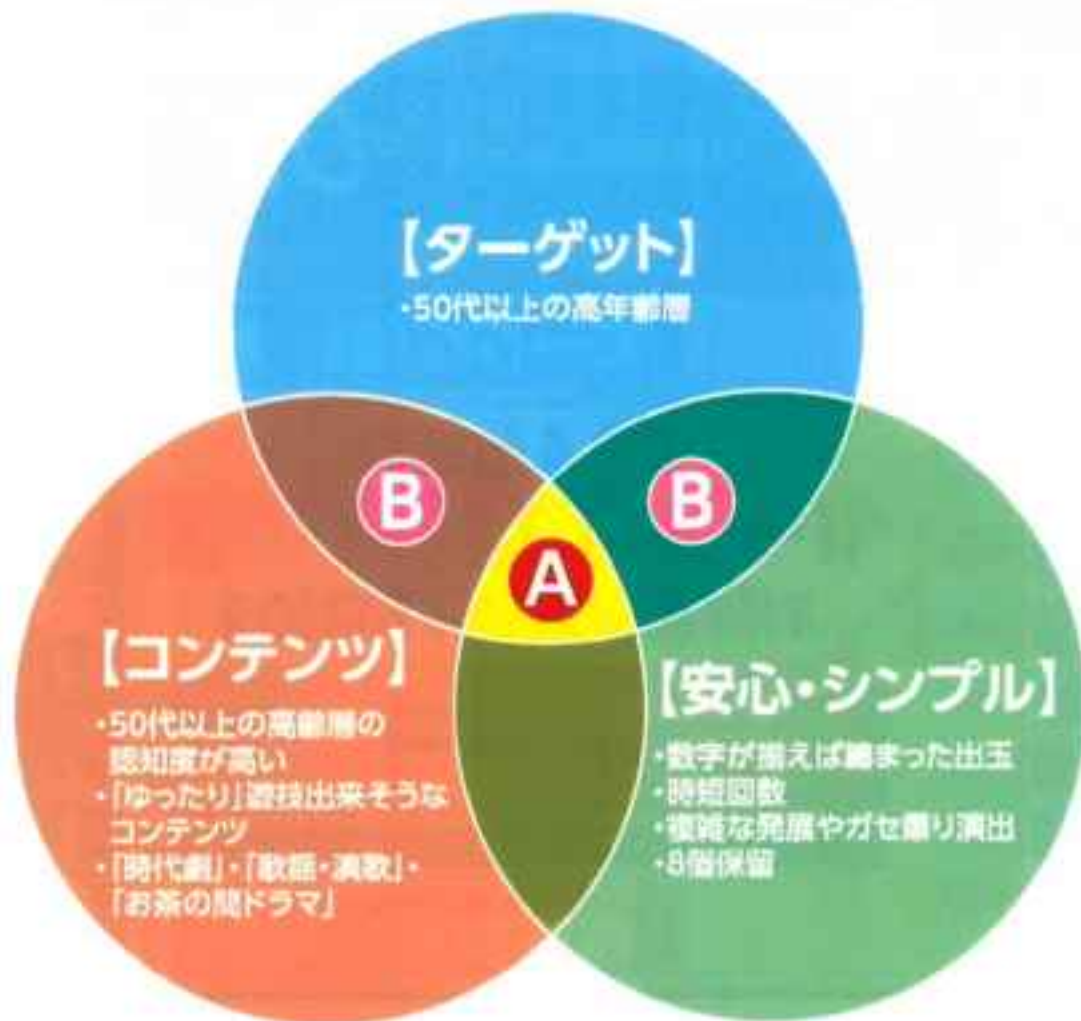 【ターゲット】
・50代以上の高年齢層
B
B
A
【コンテンツ】
・50代以上の高齢層の
認知度が高い
・「ゆったり」遊技出来そうな
コンテンツ
・「時代劇」・「歌謡・演歌」・
「お茶の間ドラマ」
【安心・シンプル】
・数字が揃えば纏まった出玉
・時短回数
・複雑な発展やガセ煽り演出
・8個保留